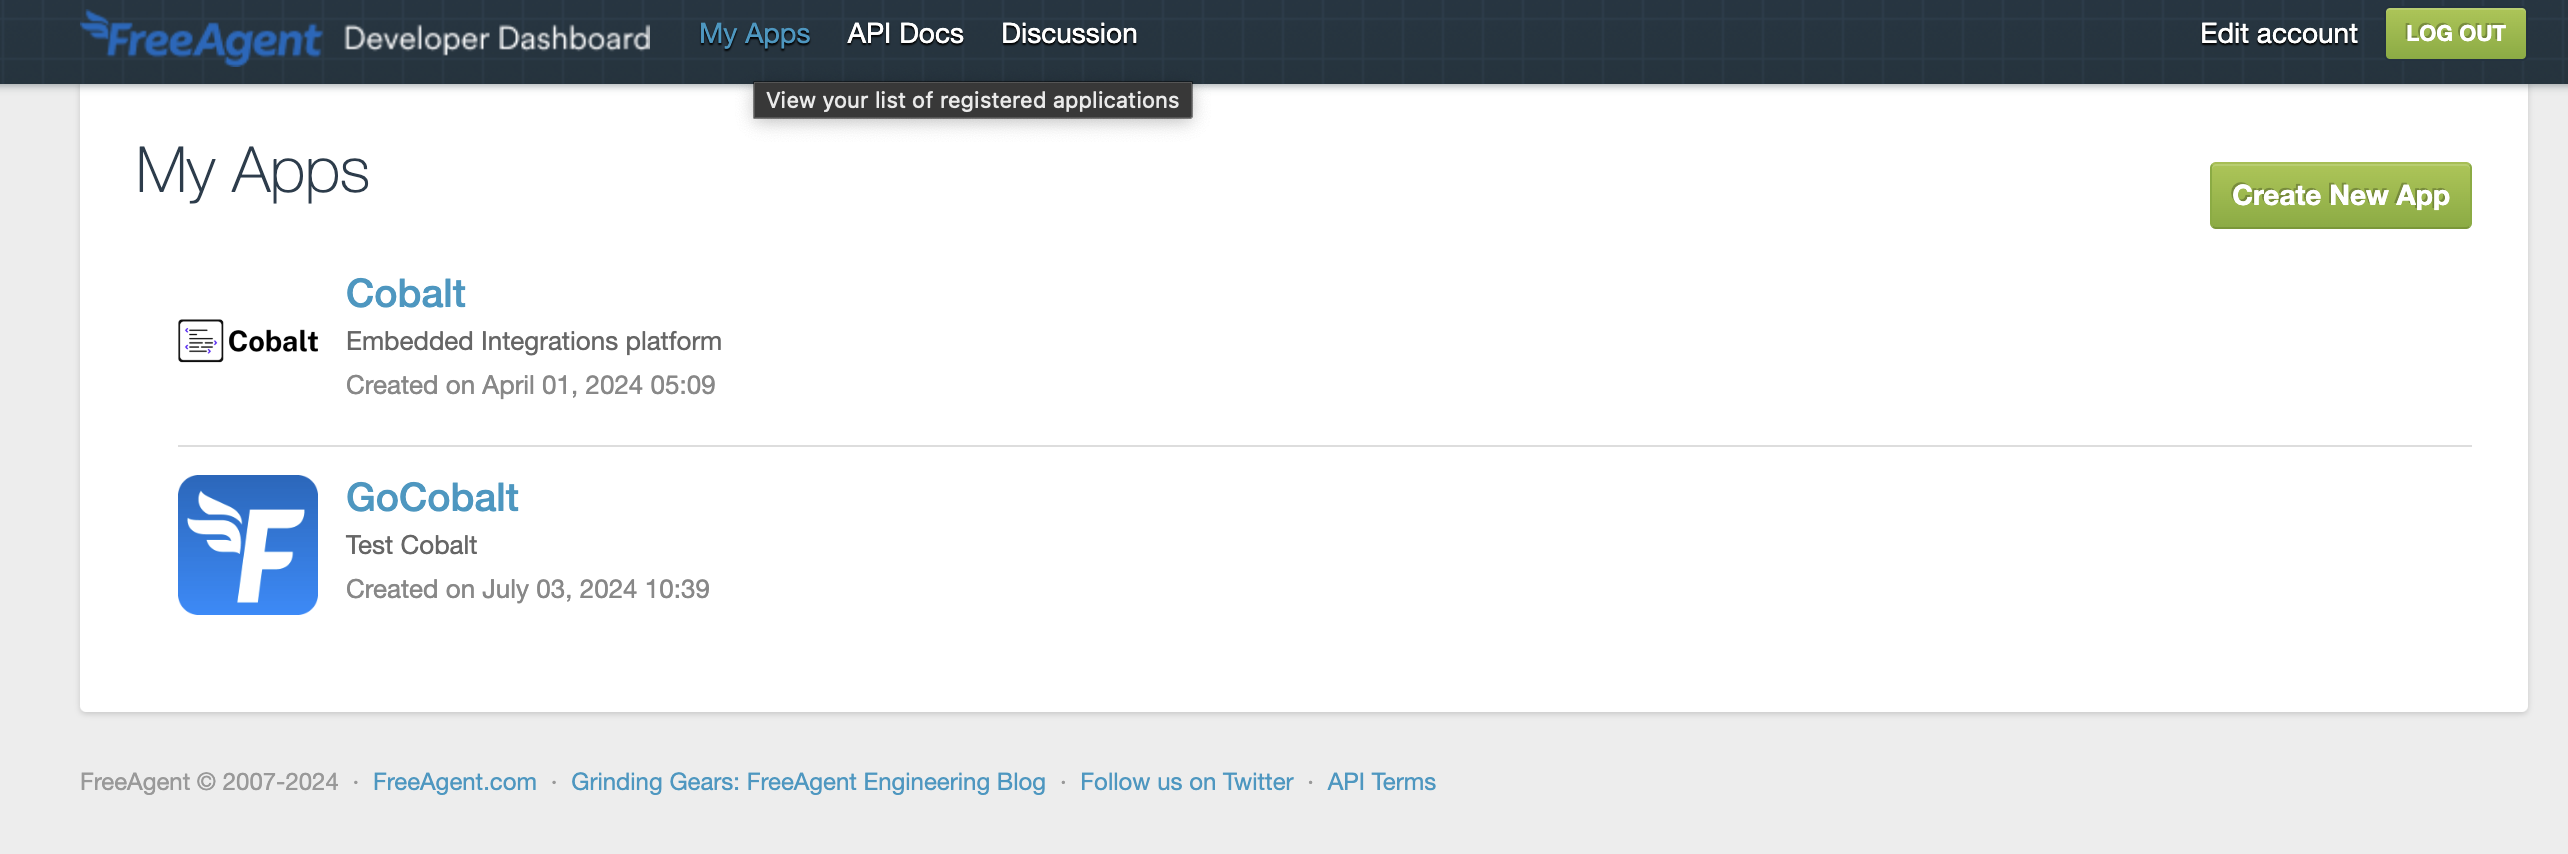 FreeAgent Developer Dashboard My Apps API Docs Discussion Edit account LOG OUT
View your list of registered applications
My Apps
Create New App
Cobalt
Cobalt
Embedded Integrations platform
Created on April 01, 2024 05:09
F
GoCobalt
Test Cobalt
Created on July 03, 2024 10:39
FreeAgent © 2007-2024 · FreeAgent.com · Grinding Gears: FreeAgent Engineering Blog · Follow us on Twitter · API Terms